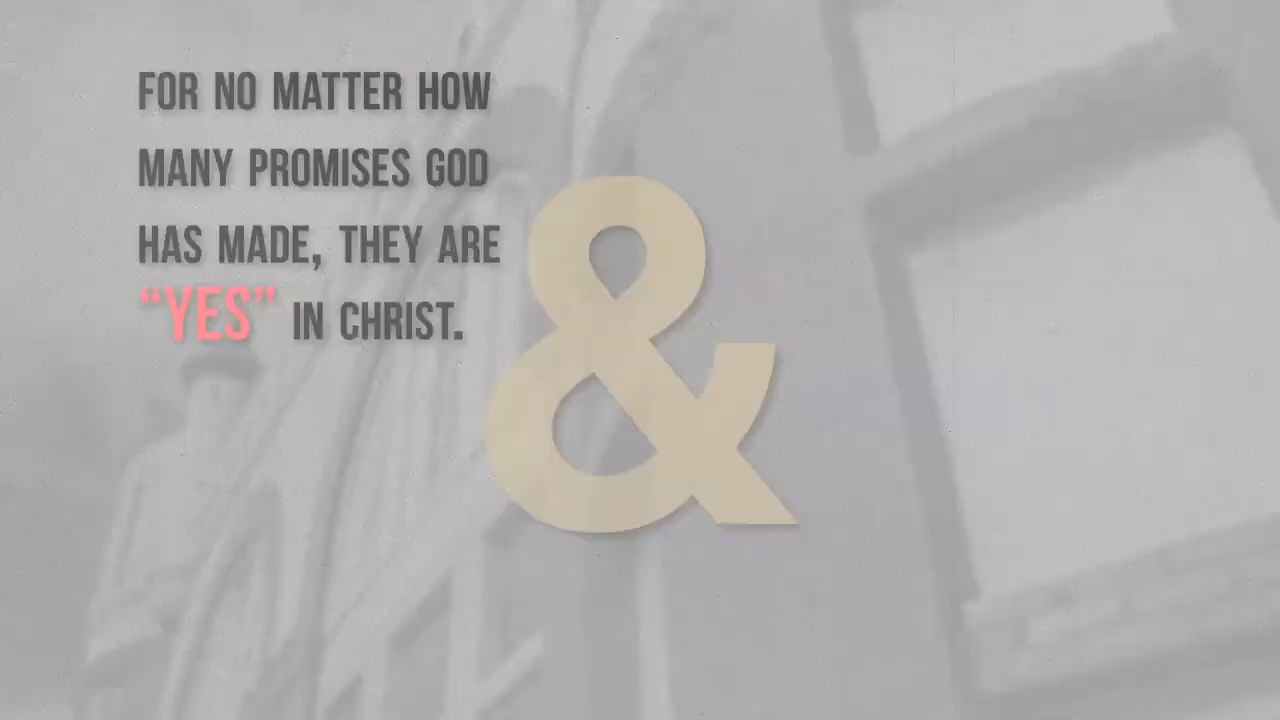 FOR NO MATTER HOW
MANY PROMISES GOD
HAS MADE, THEY ARE
“YES” IN CHRIST.
&